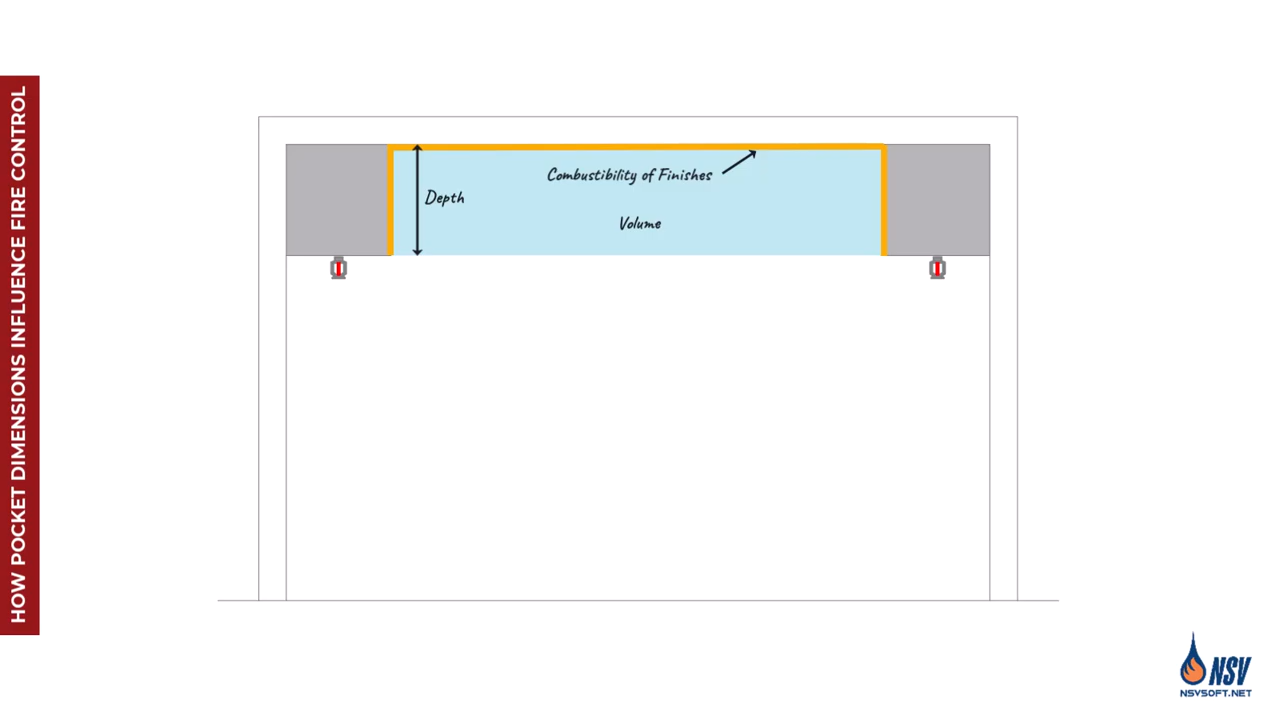 HOW POCKET DIMENSIONS INFLUENCE FIRE CONTROL
Combustibility of Finishes
Depth
Volume
NSV
NSVSOFT.NET